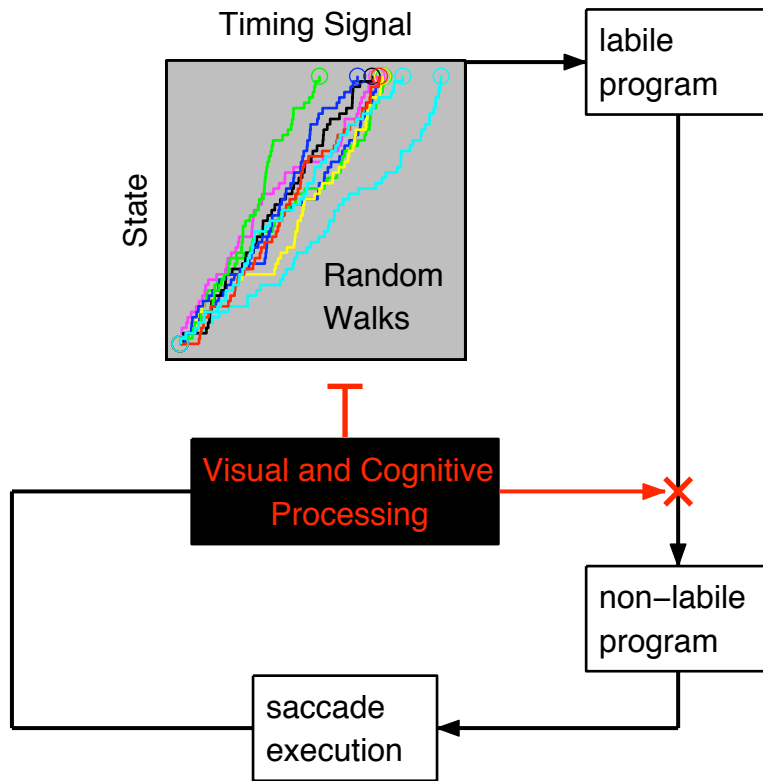 Timing Signal
labile
program
State
Random
Walks
Visual and Cognitive
Processing
non−labile
program
saccade
execution